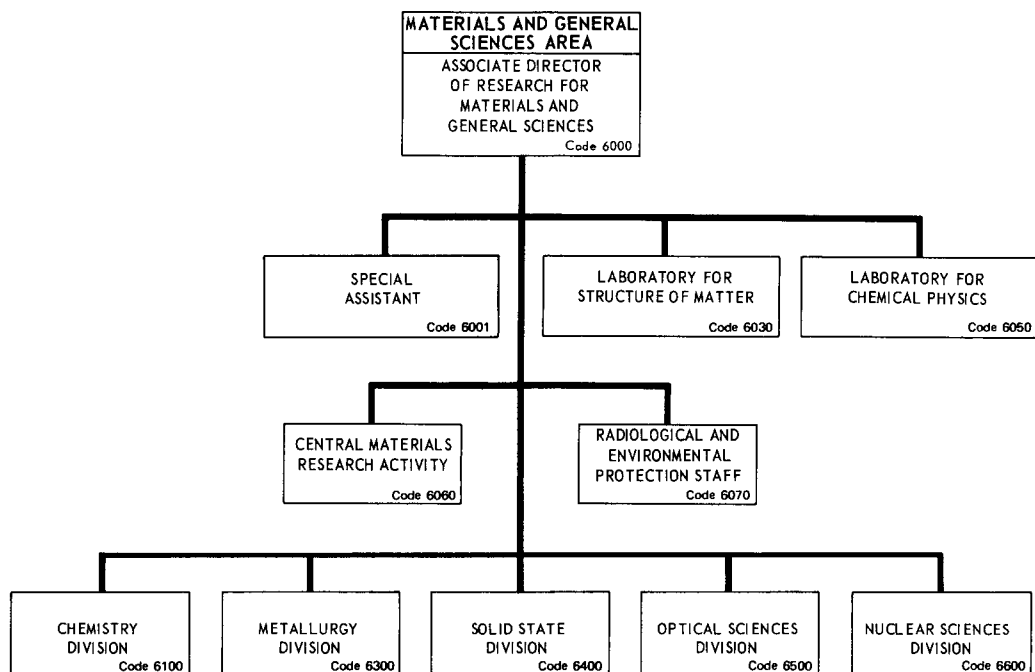 MATERIALS AND GENERAL
SCIENCES AREA
ASSOCIATE DIRECTOR
OF RESEARCH FOR
MATERIALS AND
GENERAL SCIENCES
Code 6000
SPECIAL
ASSISTANT
Code 6001
LABORATORY FOR
STRUCTURE OF MATTER
Code 6030
LABORATORY FOR
CHEMICAL PHYSICS
Code 6050
CENTRAL MATERIALS
RESEARCH ACTIVITY
Code 6060
RADIOLOGICAL AND
ENVIRONMENTAL
PROTECTION STAFF
Code 6070
CHEMISTRY
DIVISION
Code 6100
METALLURGY
DIVISION
Code 6300
SOLID STATE
DIVISION
Code 6400
OPTICAL SCIENCES
DIVISION
Code 6500
NUCLEAR SCIENCES
DIVISION
Code 6600